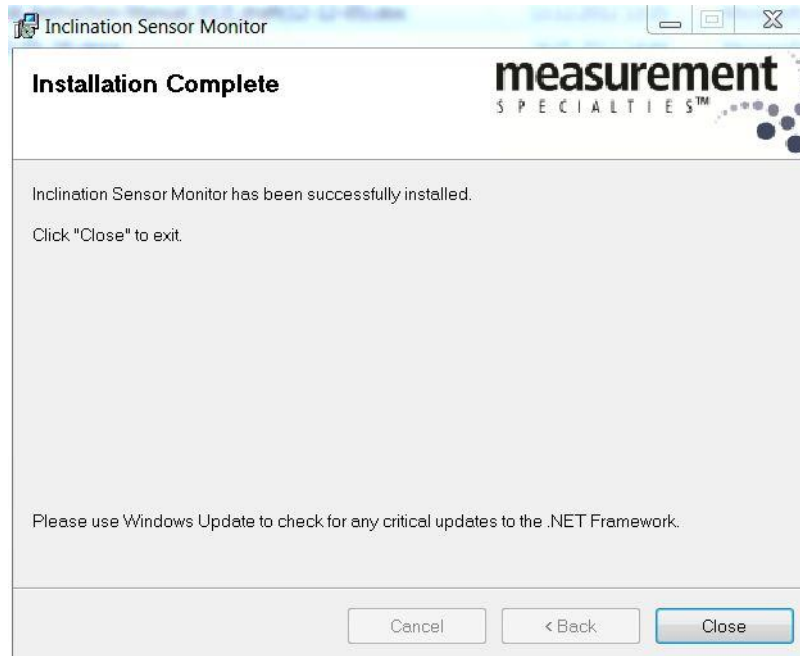 Inclination Sensor Monitor
Installation Complete
measurement
SPECIALTIES™
Inclination Sensor Monitor has been successfully installed.
Click "Close" to exit.
Please use Windows Update to check for any critical updates to the .NET Framework.
Cancel
< Back
Close